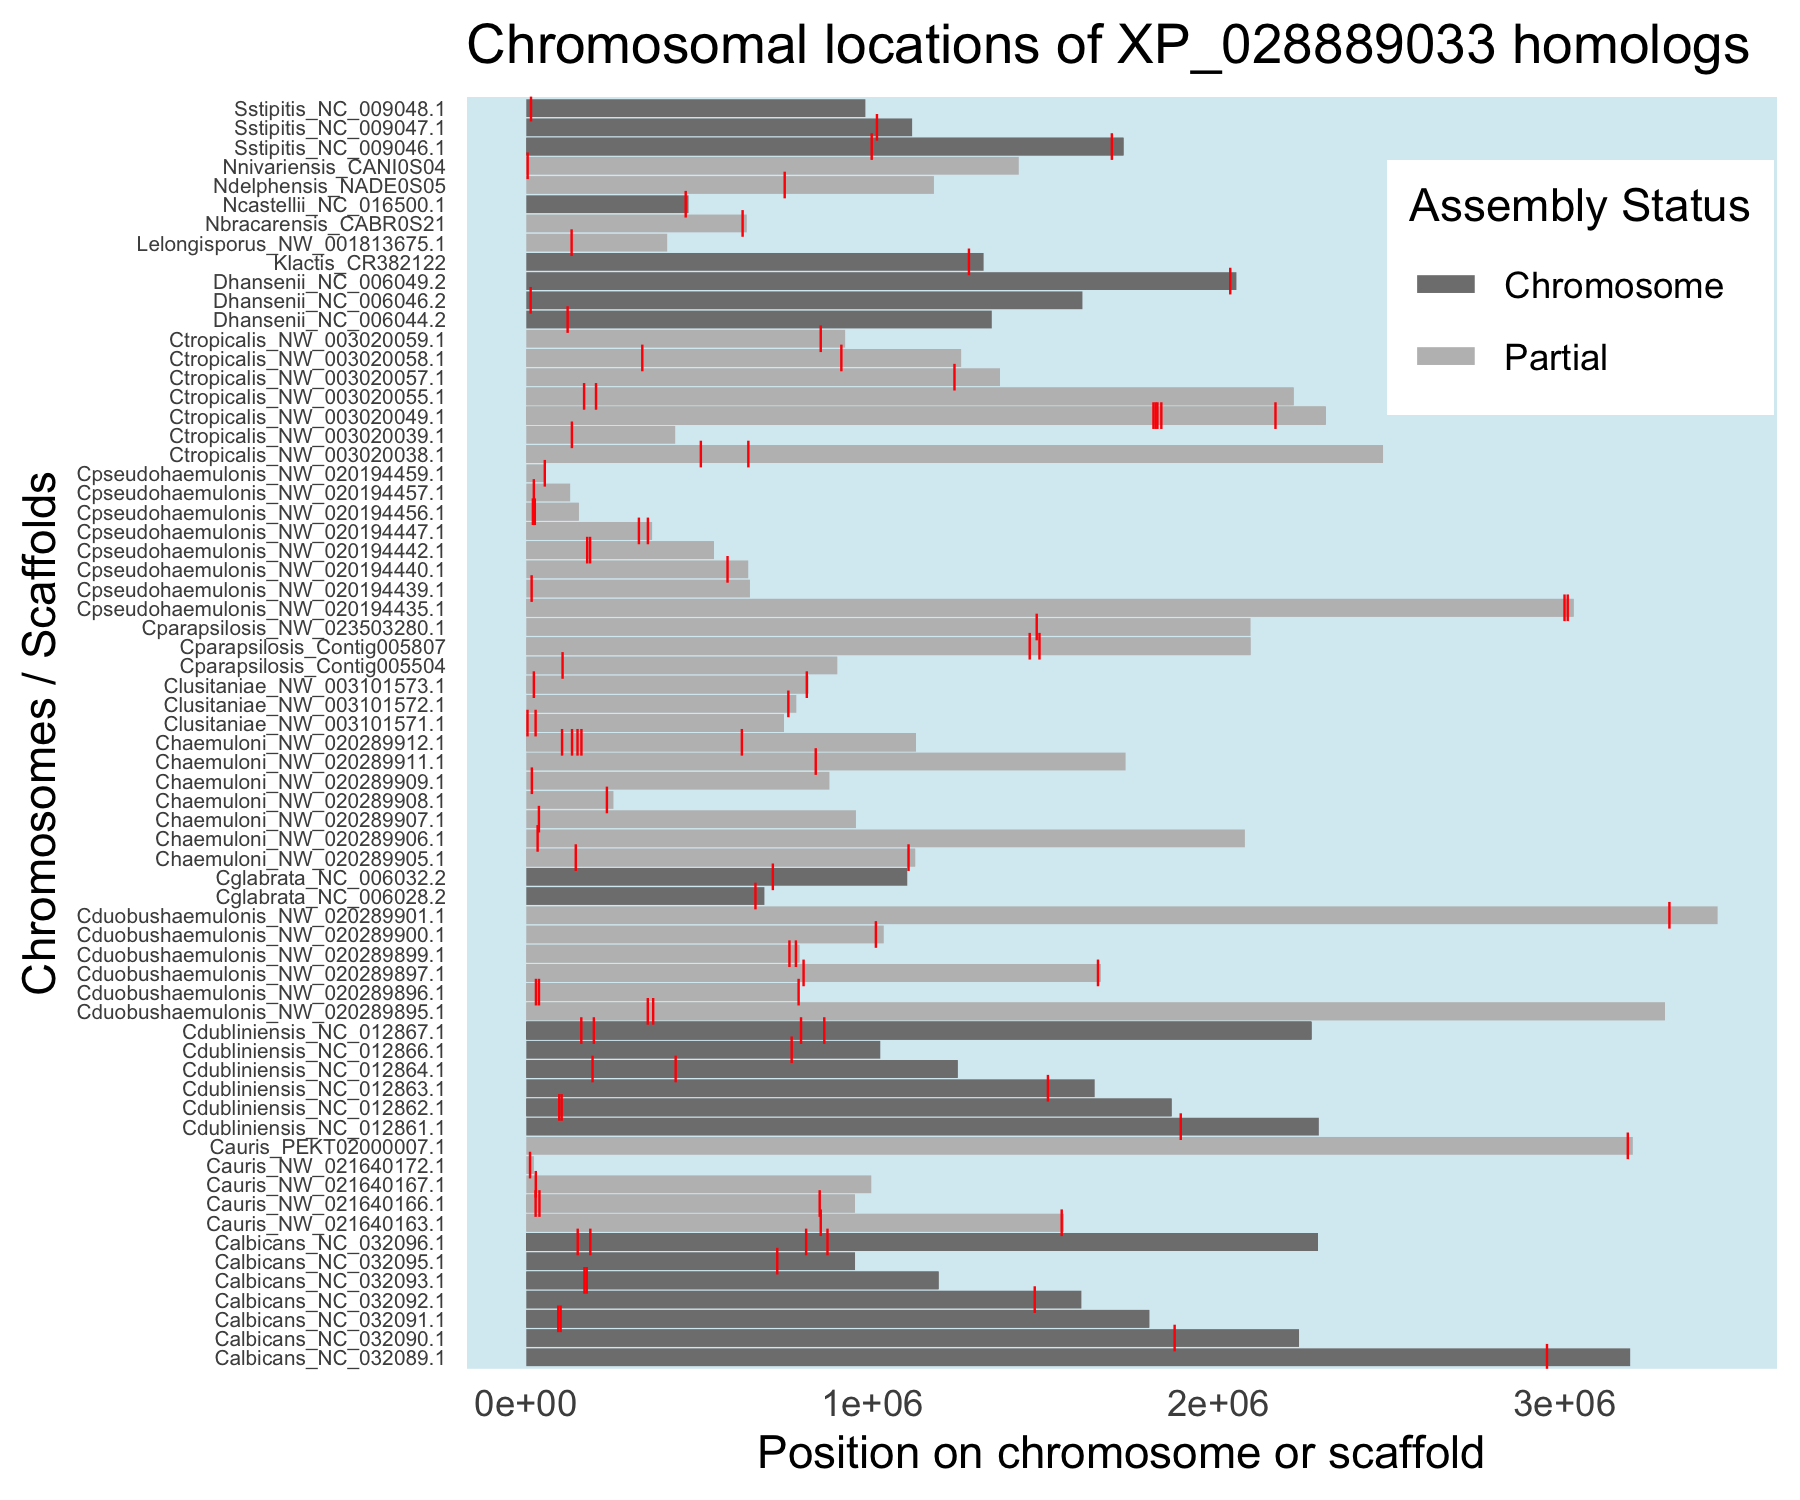 Chromosomal locations of XP_028889033 homologs
Sstipitis_NC_009048.1
Sstipitis_NC_009047.1
Sstipitis_NC_009046.1
Nnivariensis_CANI0S04
Ndelphensis_NADE0S05
Ncastellii_NC_016500.1
Nbracarensis_CABR0S21
Lelongisporus_NW_001813675.1
Klactis_CR382122
Dhansenii_NC_006049.2
Dhansenii_NC_006046.2
Dhansenii_NC_006044.2
Ctropicalis_NW_003020059.1
Ctropicalis_NW_003020058.1
Ctropicalis_NW_003020057.1
Ctropicalis_NW_003020055.1
Ctropicalis_NW_003020049.1
Ctropicalis_NW_003020039.1
Ctropicalis_NW_003020038.1
Cpseudohaemulonis_NW_020194459.1
Cpseudohaemulonis_NW_020194457.1
Cpseudohaemulonis_NW_020194456.1
Cpseudohaemulonis_NW_020194447.1
Cpseudohaemulonis_NW_020194442.1
Cpseudohaemulonis_NW_020194440.1
Cpseudohaemulonis_NW_020194439.1
Cpseudohaemulonis_NW_020194435.1
Cparapsilosis_NW_023503280.1
Cparapsilosis_Contig005807
Cparapsilosis_Contig005504
Clusitaniae_NW_003101573.1
Clusitaniae_NW_003101572.1
Clusitaniae_NW_003101571.1
Chaemuloni_NW_020289912.1
Chaemuloni_NW_020289911.1
Chaemuloni_NW_020289909.1
Chaemuloni_NW_020289908.1
Chaemuloni_NW_020289907.1
Chaemuloni_NW_020289906.1
Chaemuloni_NW_020289905.1
Cglabrata_NC_006032.2
Cglabrata_NC_006028.2
Cduobushaemulonis_NW_020289901.1
Cduobushaemulonis_NW_020289900.1
Cduobushaemulonis_NW_020289899.1
Cduobushaemulonis_NW_020289897.1
Cduobushaemulonis_NW_020289896.1
Cduobushaemulonis_NW_020289895.1
Cdubliniensis_NC_012867.1
Cdubliniensis_NC_012866.1
Cdubliniensis_NC_012864.1
Cdubliniensis_NC_012863.1
Cdubliniensis_NC_012862.1
Cdubliniensis_NC_012861.1
Cauris_PEKT02000007.1
Cauris_NW_021640172.1
Cauris_NW_021640167.1
Cauris_NW_021640166.1
Cauris_NW_021640163.1
Calbicans_NC_032096.1
Calbicans_NC_032095.1
Calbicans_NC_032093.1
Calbicans_NC_032092.1
Calbicans_NC_032091.1
Calbicans_NC_032090.1
Calbicans_NC_032089.1
Chromosomes / Scaffolds
Assembly Status
Chromosome
Partial
0e+00 1e+06 2e+06 3e+06
Position on chromosome or scaffold